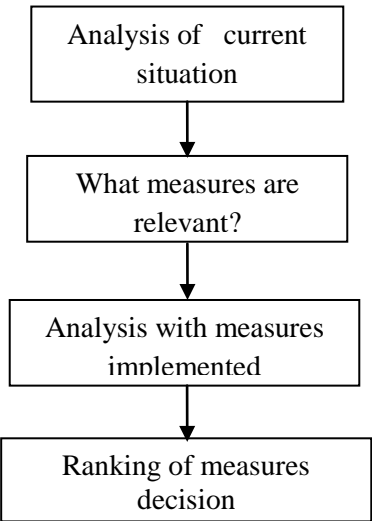 Analysis of current
situation
What measures are
relevant?
Analysis with measures
implemented
Ranking of measures
decision